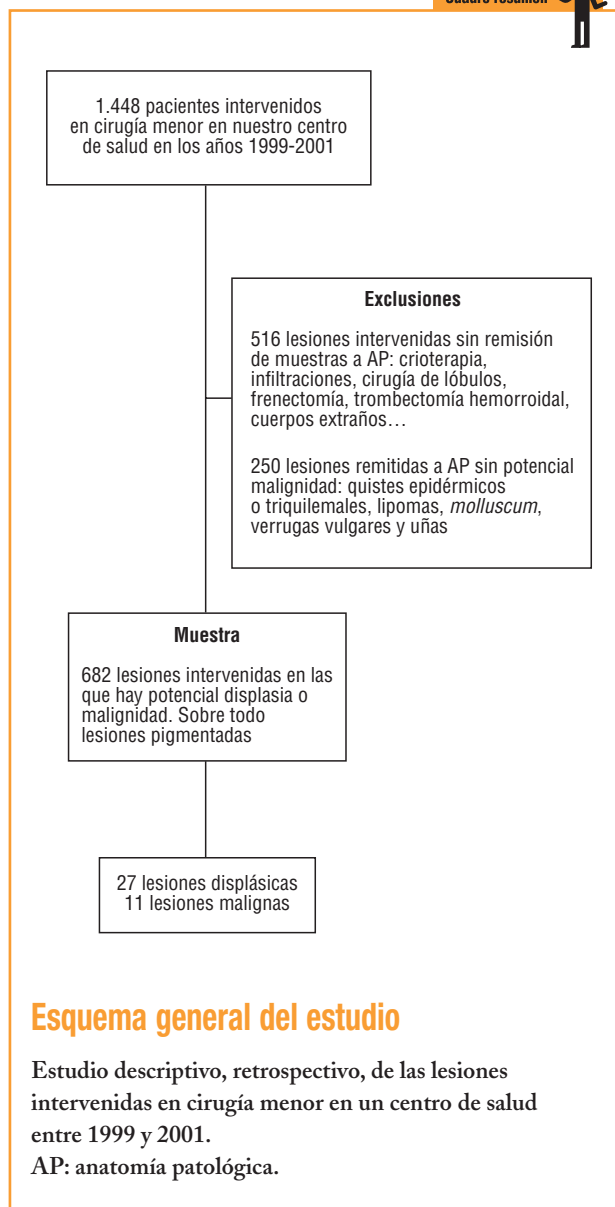 Cuadro resumen
1.448 pacientes intervenidos
en cirugía menor en nuestro centro
de salud en los años 1999-2001
Exclusiones
516 lesiones intervenidas sin remisión
de muestras a AP: crioterapia,
infiltraciones, cirugía de lóbulos,
frenectomía, trombectomía hemorroidal,
cuerpos extraños…
250 lesiones remitidas a AP sin potencial
malignidad: quistes epidérmicos
o triquilemales, lipomas, molluscum,
verrugas vulgares y uñas
Muestra
682 lesiones intervenidas en las
que hay potencial displasia o
malignidad. Sobre todo
lesiones pigmentadas
27 lesiones displásicas
11 lesiones malignas
Esquema general del estudio
Estudio descriptivo, retrospectivo, de las lesiones
intervenidas en cirugía menor en un centro de salud
entre 1999 y 2001.
AP: anatomía patológica.